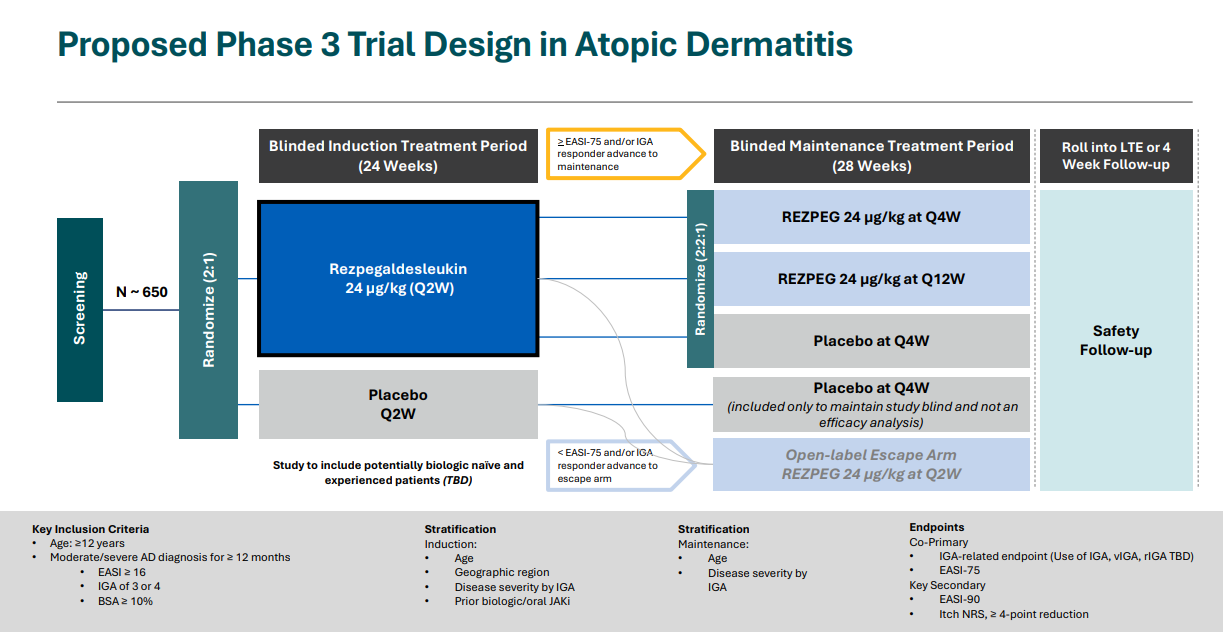 Proposed Phase 3 Trial Design in Atopic Dermatitis
Blinded Induction Treatment Period
(24 Weeks)
≥ EASI-75 and/or IGA
responder advance to
maintenance
Blinded Maintenance Treatment Period
(28 Weeks)
Roll into LTE or 4
Week Follow-up
Screening
N ~ 650
Randomize (2:1)
Rezpegaldesleukin
24 µg/kg (Q2W)
Placebo
Q2W
Study to include potentially biologic naïve and
experienced patients (TBD)
< EASI-75 and/or IGA
responder advance to
escape arm
Randomize (2:2:1)
REZPEG 24 µg/kg at Q4W
REZPEG 24 µg/kg at Q12W
Placebo at Q4W
Placebo at Q4W
(included only to maintain study blind and not an
efficacy analysis)
Open-label Escape Arm
REZPEG 24 µg/kg at Q2W
Safety
Follow-up
Key Inclusion Criteria
• Age: ≥12 years
• Moderate/severe AD diagnosis for ≥ 12 months
• EASI ≥ 16
• IGA of 3 or 4
• BSA ≥ 10%
Stratification
Induction:
• Age
• Geographic region
• Disease severity by IGA
• Prior biologic/oral JAKi
Stratification
Maintenance:
• Age
• Disease severity by
IGA
Endpoints
Co-Primary
• IGA-related endpoint (Use of IGA, vIGA, rIGA TBD)
• EASI-75
Key Secondary
• EASI-90
• Itch NRS, ≥ 4-point reduction